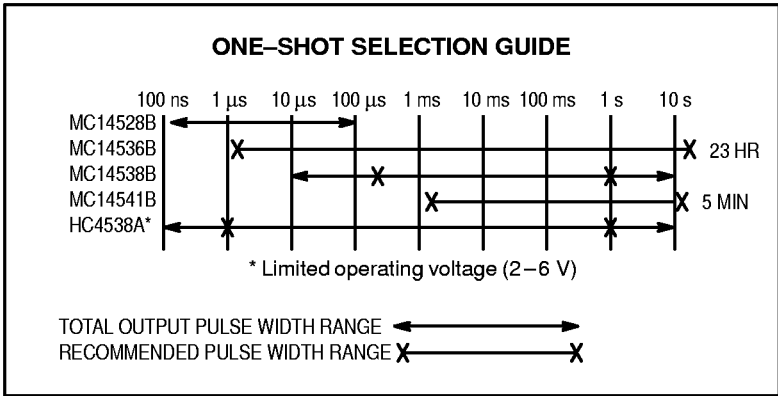 ONE–SHOT SELECTION GUIDE
100 ns 1 µs 10 µs 100 µs 1 ms 10 ms 100 ms 1 s 10 s
MC14528B
MC14536B 23 HR
MC14538B
MC14541B 5 MIN
HC4538A*
* Limited operating voltage (2–6 V)
TOTAL OUTPUT PULSE WIDTH RANGE
RECOMMENDED PULSE WIDTH RANGE